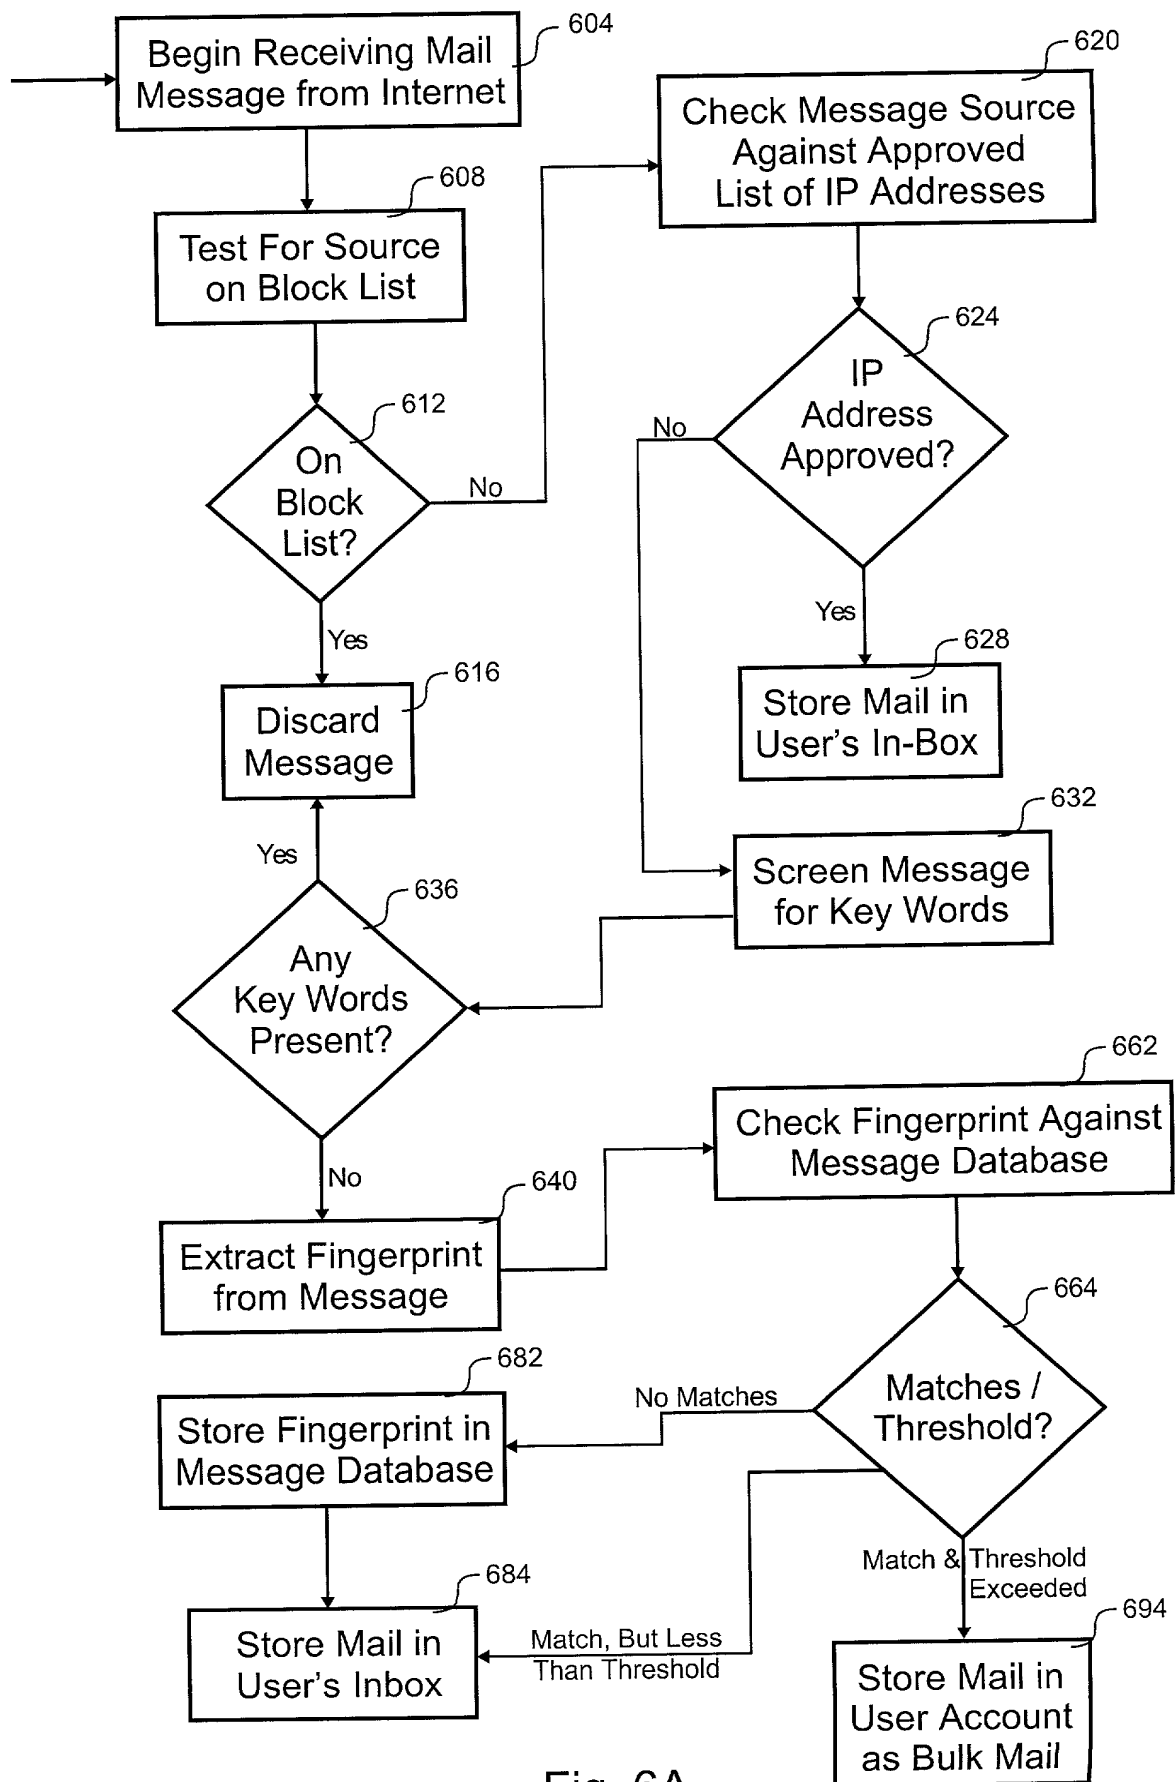 604
Begin Receiving Mail
Message from Internet
620
Check Message Source
Against Approved
List of IP Addresses
608
Test For Source
on Block List
624
IP
Address
Approved?
612
On
Block
List?
No
No
Yes
Yes
628
Store Mail in
User's In-Box
616
Discard
Message
632
Screen Message
for Key Words
Yes
636
Any
Key Words
Present?
No
662
Check Fingerprint Against
Message Database
640
Extract Fingerprint
from Message
664
Matches /
Threshold?
682
Store Fingerprint in
Message Database
No Matches
Match & Threshold
Exceeded
684
Store Mail in
User's Inbox
Match, But Less
Than Threshold
694
Store Mail in
User Account
as Bulk Mail
Fig. 6A